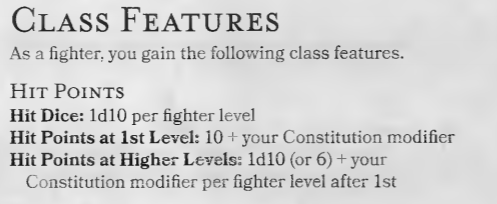 CLASS FEATURES
As a fighter, you gain the following class features.
HIT POINTS
Hit Dice: 1d10 per fighter level
Hit Points at 1st Level: 10 + your Constitution modifier
Hit Points at Higher Levels: 1d10 (or 6) + your
Constitution modifier per fighter level after 1st